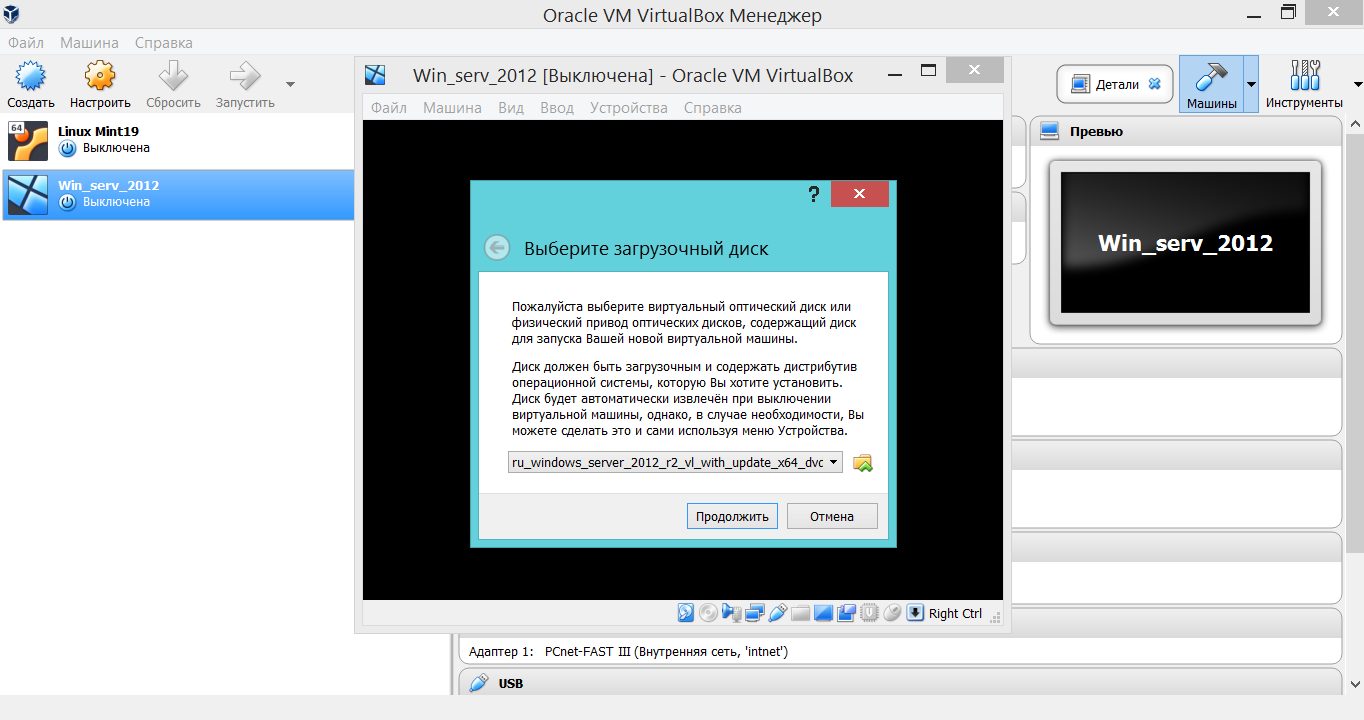 Oracle VM VirtualBox Менеджер
Файл Машина Справка
Создать Настроить Сбросить Запустить
Детали Машины Инструменты
64
Linux Mint19
Выключена
Win_serv_2012
Выключена
Win_serv_2012 [Выключена] - Oracle VM VirtualBox
Файл Машина Вид Ввод Устройства Справка
?
Выберите загрузочный диск
Пожалуйста выберите виртуальный оптический диск или
физический привод оптических дисков, содержащий диск
для запуска Вашей новой виртуальной машины.
Диск должен быть загрузочным и содержать дистрибутив
операционной системы, которую Вы хотите установить.
Диск будет автоматически извлечён при выключении
виртуальной машины, однако, в случае необходимости, Вы
можете сделать это и сами используя меню Устройства.
ru_windows_server_2012_r2_vl_with_update_x64_dvd
Продолжить Отмена
Right Ctrl
Превью
Win_serv_2012
Адаптер 1: PCnet-FAST III (Внутренняя сеть, 'intnet')
USB